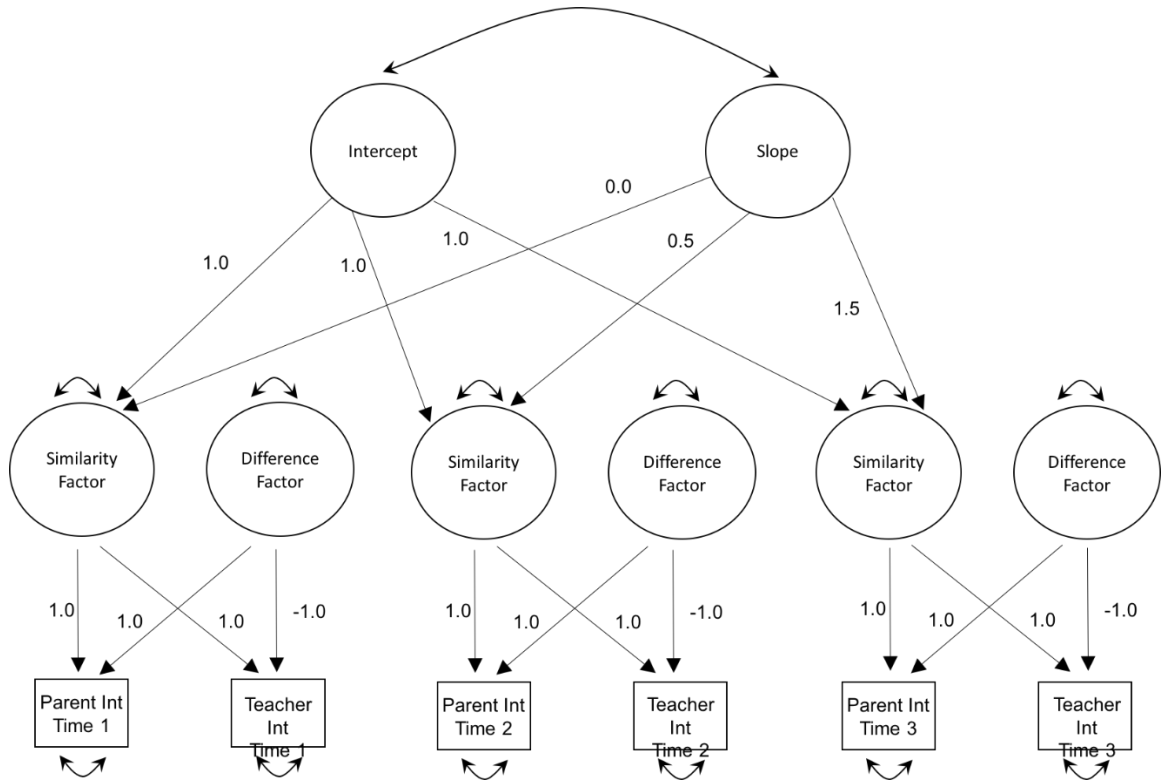 Intercept
Slope
0.0
1.0
1.0
1.0
0.5
1.5
Similarity
Factor
Difference
Factor
Similarity
Factor
Difference
Factor
Similarity
Factor
Difference
Factor
1.0
1.0
1.0
-1.0
1.0
1.0
1.0
-1.0
1.0
1.0
1.0
-1.0
Parent Int
Time 1
Teacher
Int
Time 1
Parent Int
Time 2
Teacher
Int
Time 2
Parent Int
Time 3
Teacher
Int
Time 3